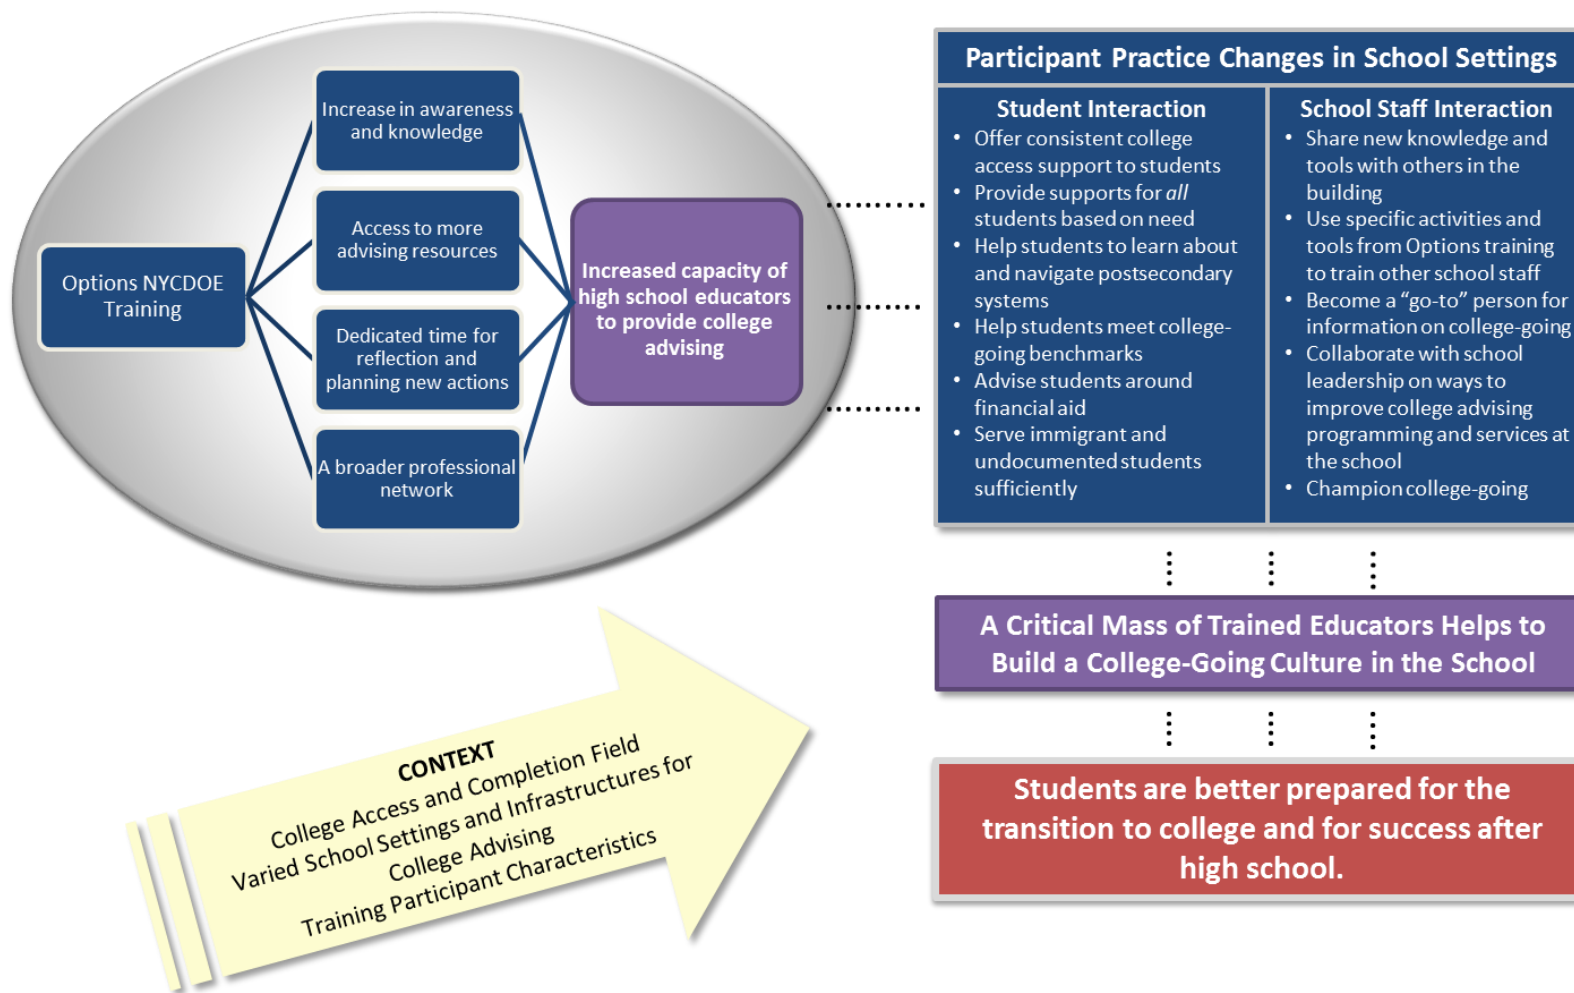 Options NYCDOE
Training
Increase in awareness
and knowledge
Access to more
advising resources
Dedicated time for
reflection and
planning new actions
A broader professional
network
Increased capacity of
high school educators
to provide college
advising
Participant Practice Changes in School Settings
Student Interaction
• Offer consistent college
access support to students
• Provide supports for all
students based on need
• Help students to learn about
and navigate postsecondary
systems
• Help students meet college-
going benchmarks
• Advise students around
financial aid
• Serve immigrant and
undocumented students
sufficiently
School Staff Interaction
• Share new knowledge and
tools with others in the
building
• Use specific activities and
tools from Options training
to train other school staff
• Become a “go-to” person for
information on college-going
• Collaborate with school
leadership on ways to
improve college advising
programming and services at
the school
• Champion college-going
A Critical Mass of Trained Educators Helps to
Build a College-Going Culture in the School
Students are better prepared for the
transition to college and for success after
high school.
CONTEXT
College Access and Completion Field
Varied School Settings and Infrastructures for
College Advising
Training Participant Characteristics